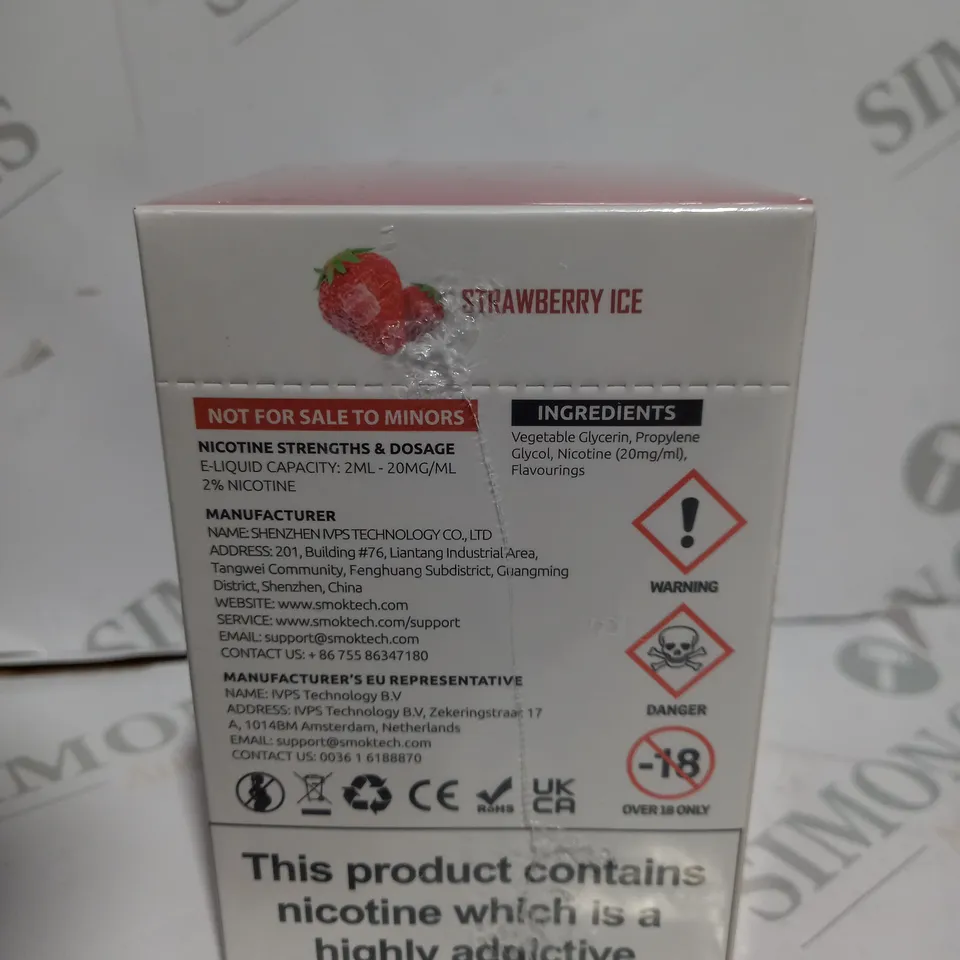 STRAWBERRY ICE
NOT FOR SALE TO MINORS
NICOTINE STRENGTHS & DOSAGE
E-LIQUID CAPACITY: 2ML - 20MG/ML
2% NICOTINE
MANUFACTURER
NAME: SHENZHEN IVPS TECHNOLOGY CO., LTD
ADDRESS: 201, Building #76, Liantang Industrial Area,
Tangwei Community, Fenghuang Subdistrict, Guangming
District, Shenzhen, China
WEBSITE: www.smoktech.com
SERVICE: www.smoktech.com/support
EMAIL: support@smoktech.com
CONTACT US: + 86 755 86347180
MANUFACTURER'S EU REPRESENTATIVE
NAME: IVPS Technology B.V
ADDRESS: IVPS Technology B.V, Zekeringstraat 17
A, 1014BM Amsterdam, Netherlands
EMAIL: support@smoktech.com
CONTACT US: 0036 1 6188870
INGREDİENTS
Vegetable Glycerin, Propylene
Glycol, Nicotine (20mg/ml),
Flavourings
WARNING
DANGER
-18
OVER 18 ONLY
CE
RoHS
UK
CA
This product contains
nicotine which is a
highly addictive
SIMONS
SIMONS
SIMONS